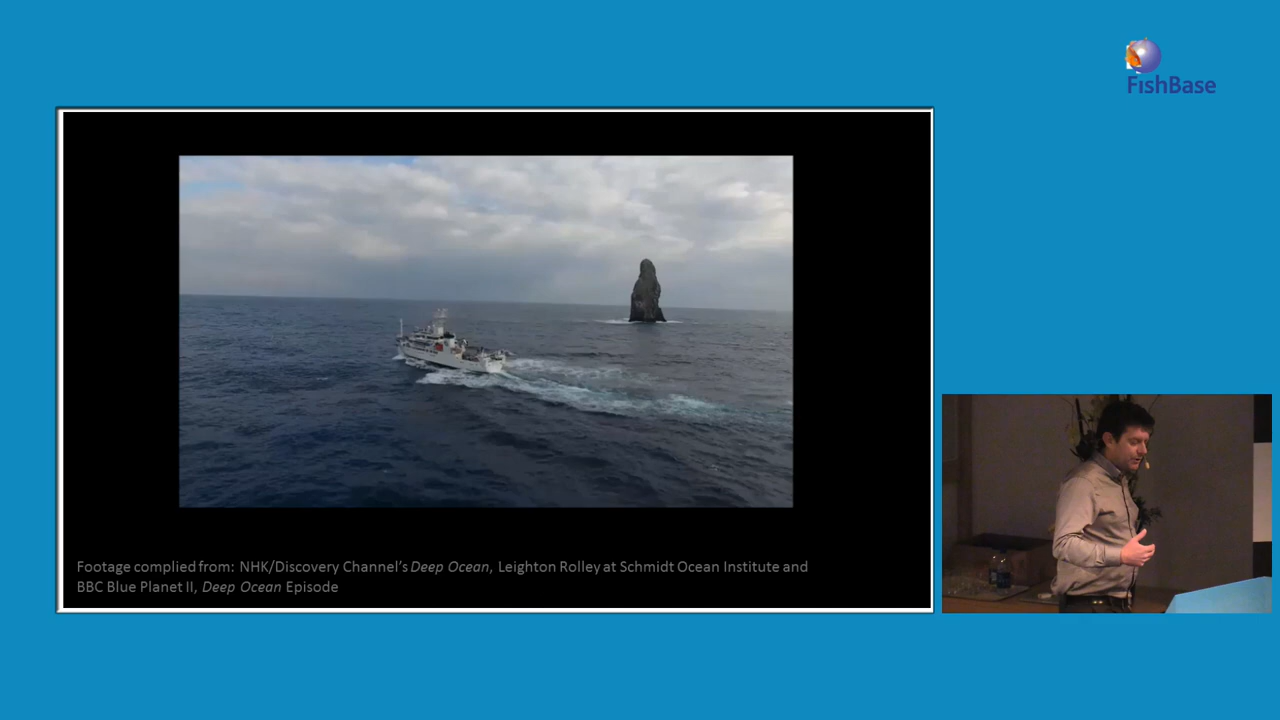 FishBase
Footage complied from: NHK/Discovery Channel's Deep Ocean, Leighton Rolley at Schmidt Ocean Institute and
BBC Blue Planet II, Deep Ocean Episode